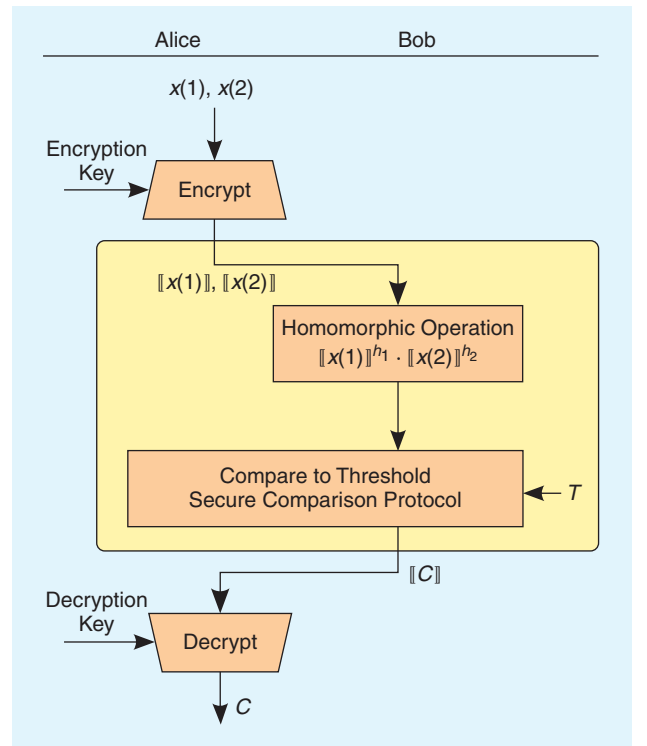 Alice Bob
x(1), x(2)
Encryption
Key
Encrypt
⟦x(1)⟧, ⟦x(2)⟧
Homomorphic Operation
⟦x(1)⟧^h₁ · ⟦x(2)⟧^h₂
Compare to Threshold
Secure Comparison Protocol
T
⟦C⟧
Decryption
Key
Decrypt
C